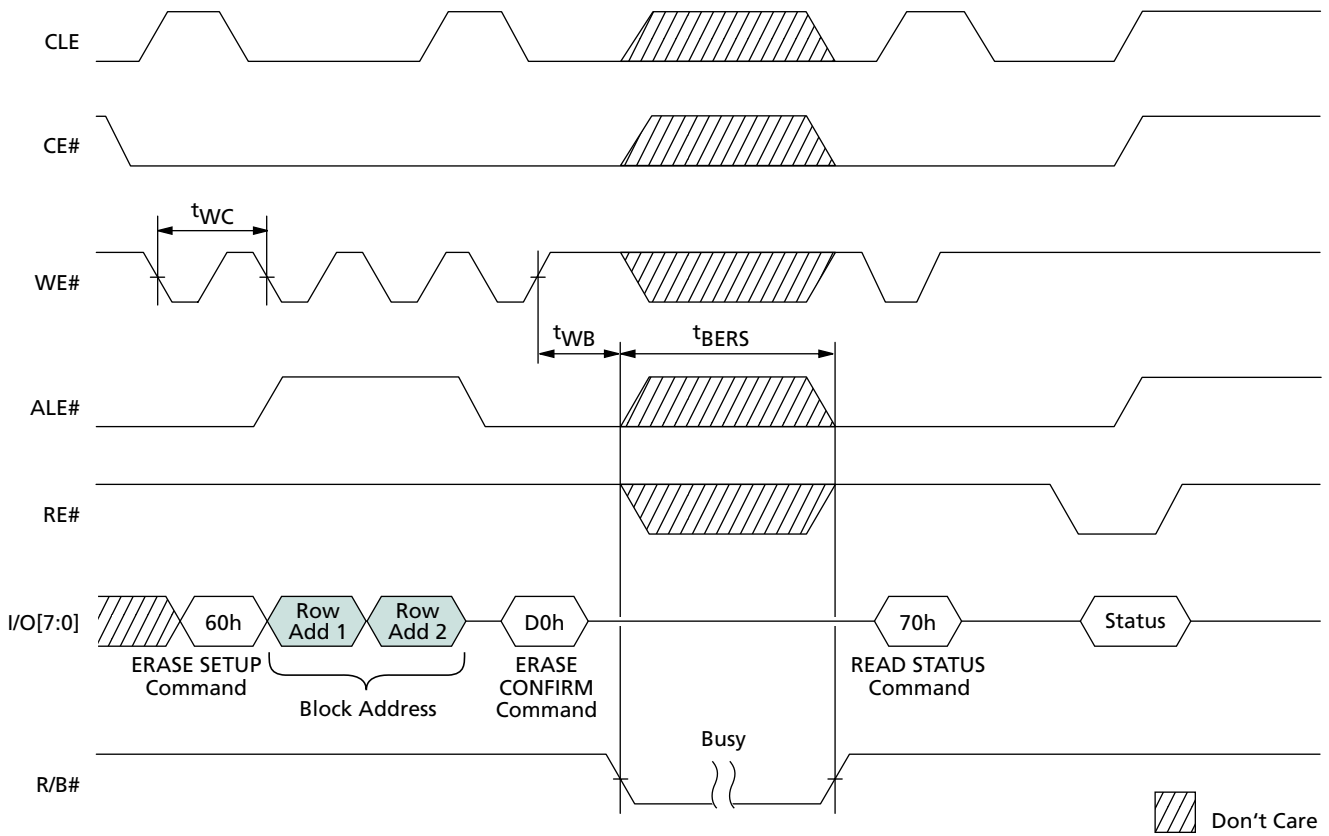 CLE
CE#
tWC
WE#
tWB
tBERS
ALE#
RE#
I/O[7:0]
60h
Row
Add 1
Row
Add 2
D0h
70h
Status
ERASE SETUP
Command
Block Address
ERASE
CONFIRM
Command
READ STATUS
Command
Busy
R/B#
Don't Care